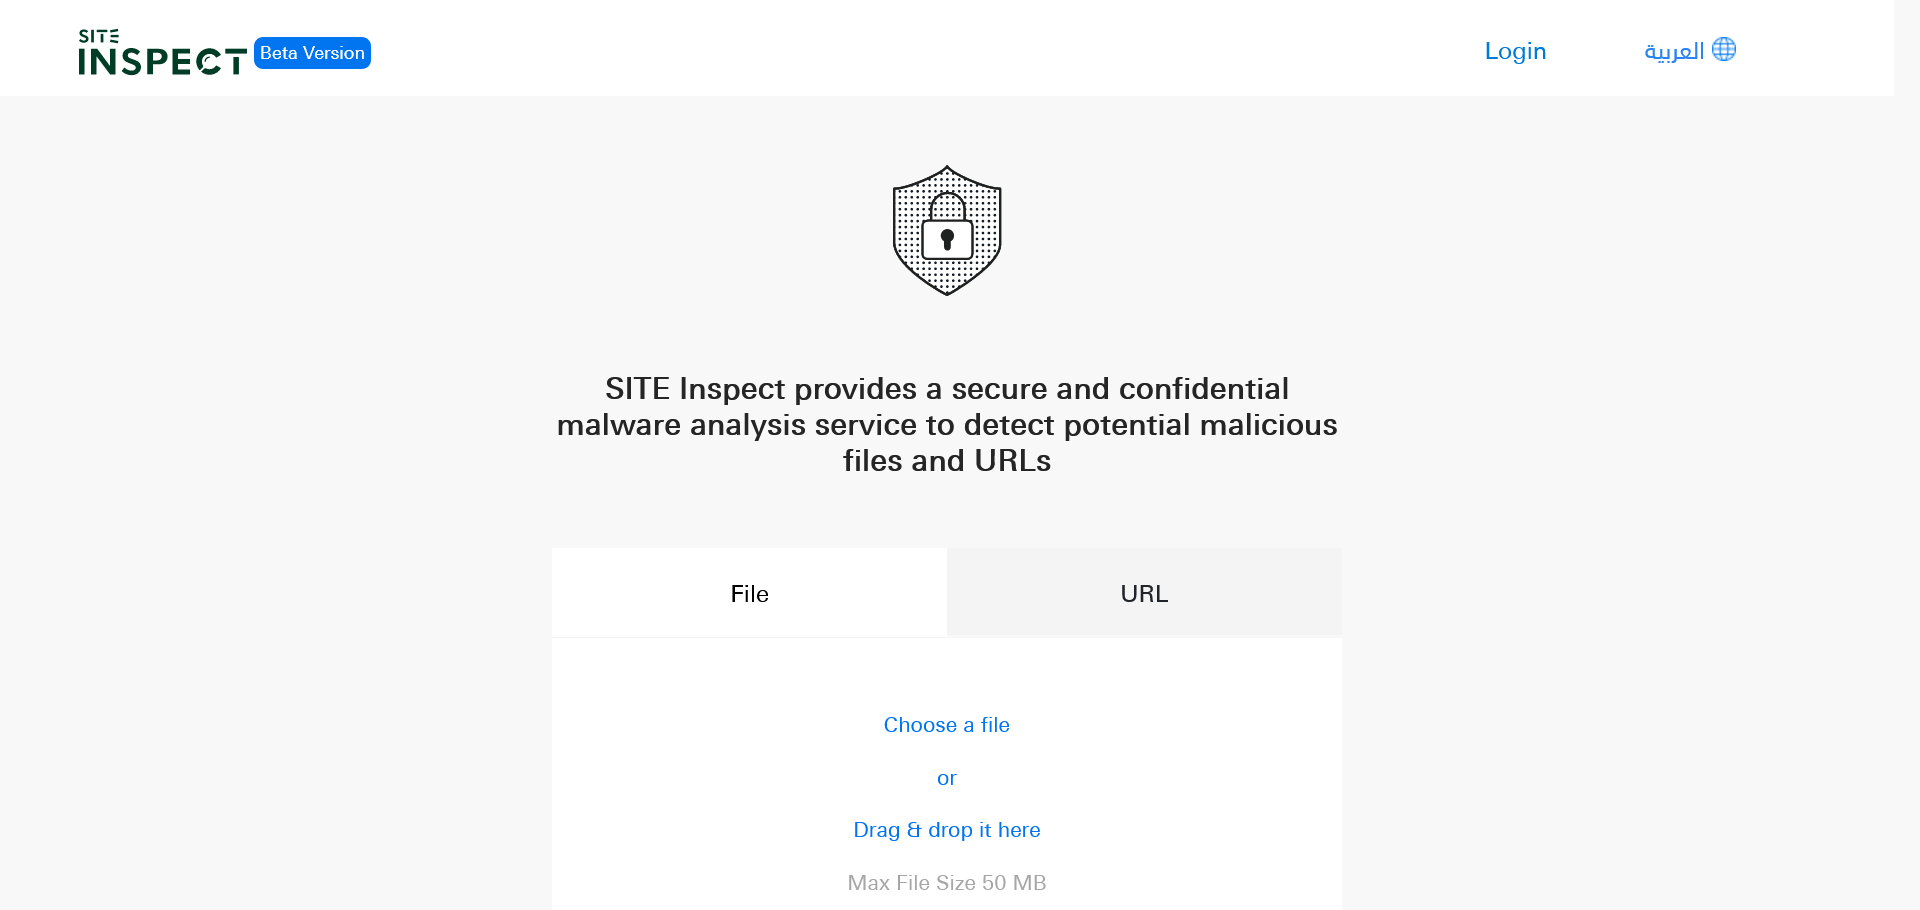 SITE
INSPECT
Beta Version
Login
العربية
SITE Inspect provides a secure and confidential
malware analysis service to detect potential malicious
files and URLs
File
URL
Choose a file
or
Drag & drop it here
Max File Size 50 MB